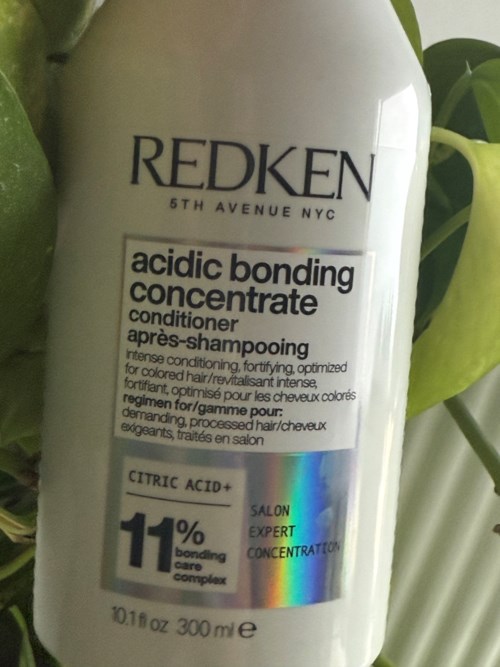 REDKEN
5TH AVENUE NYC
acidic bonding
concentrate
conditioner
après-shampooing
intense conditioning, fortifying, optimized
for colored hair/revitalisant intense,
fortifiant, optimisé pour les cheveux colorés
regimen for/gamme pour:
demanding, processed hair/cheveux
exigeants, traités en salon
CITRIC ACID+
11%
bonding
care
complex
SALON
EXPERT
CONCENTRATION
10.1 fl oz 300 ml e